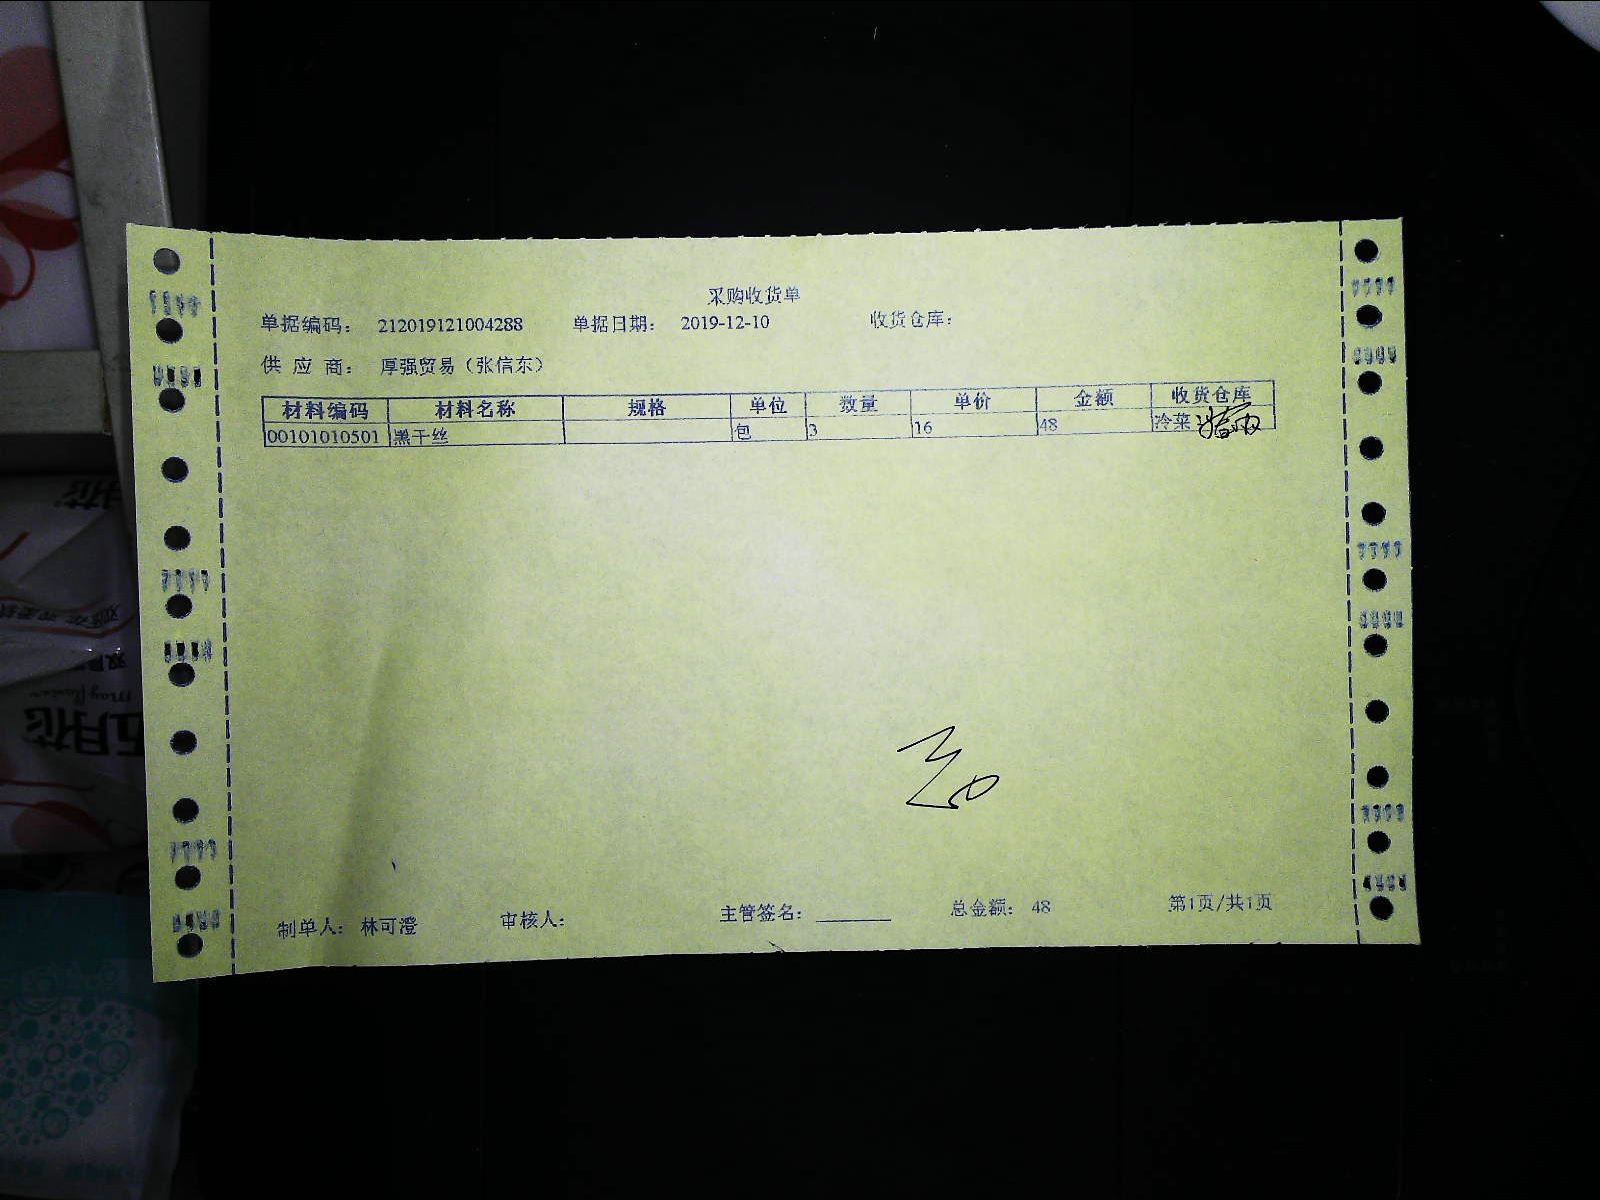 采购收货单
单据编码： 212019121004288 单据日期： 2019-12-10 收货仓库：
供 应 商： 厚强贸易（张信东）
材料编码 材料名称 规格 单位 数量 单价 金额 收货仓库
00101010501 黑干丝 包 3 16 48 冷菜
制单人： 林可澄 审核人： 主管签名： 总金额： 48 第1页/共1页
五月花